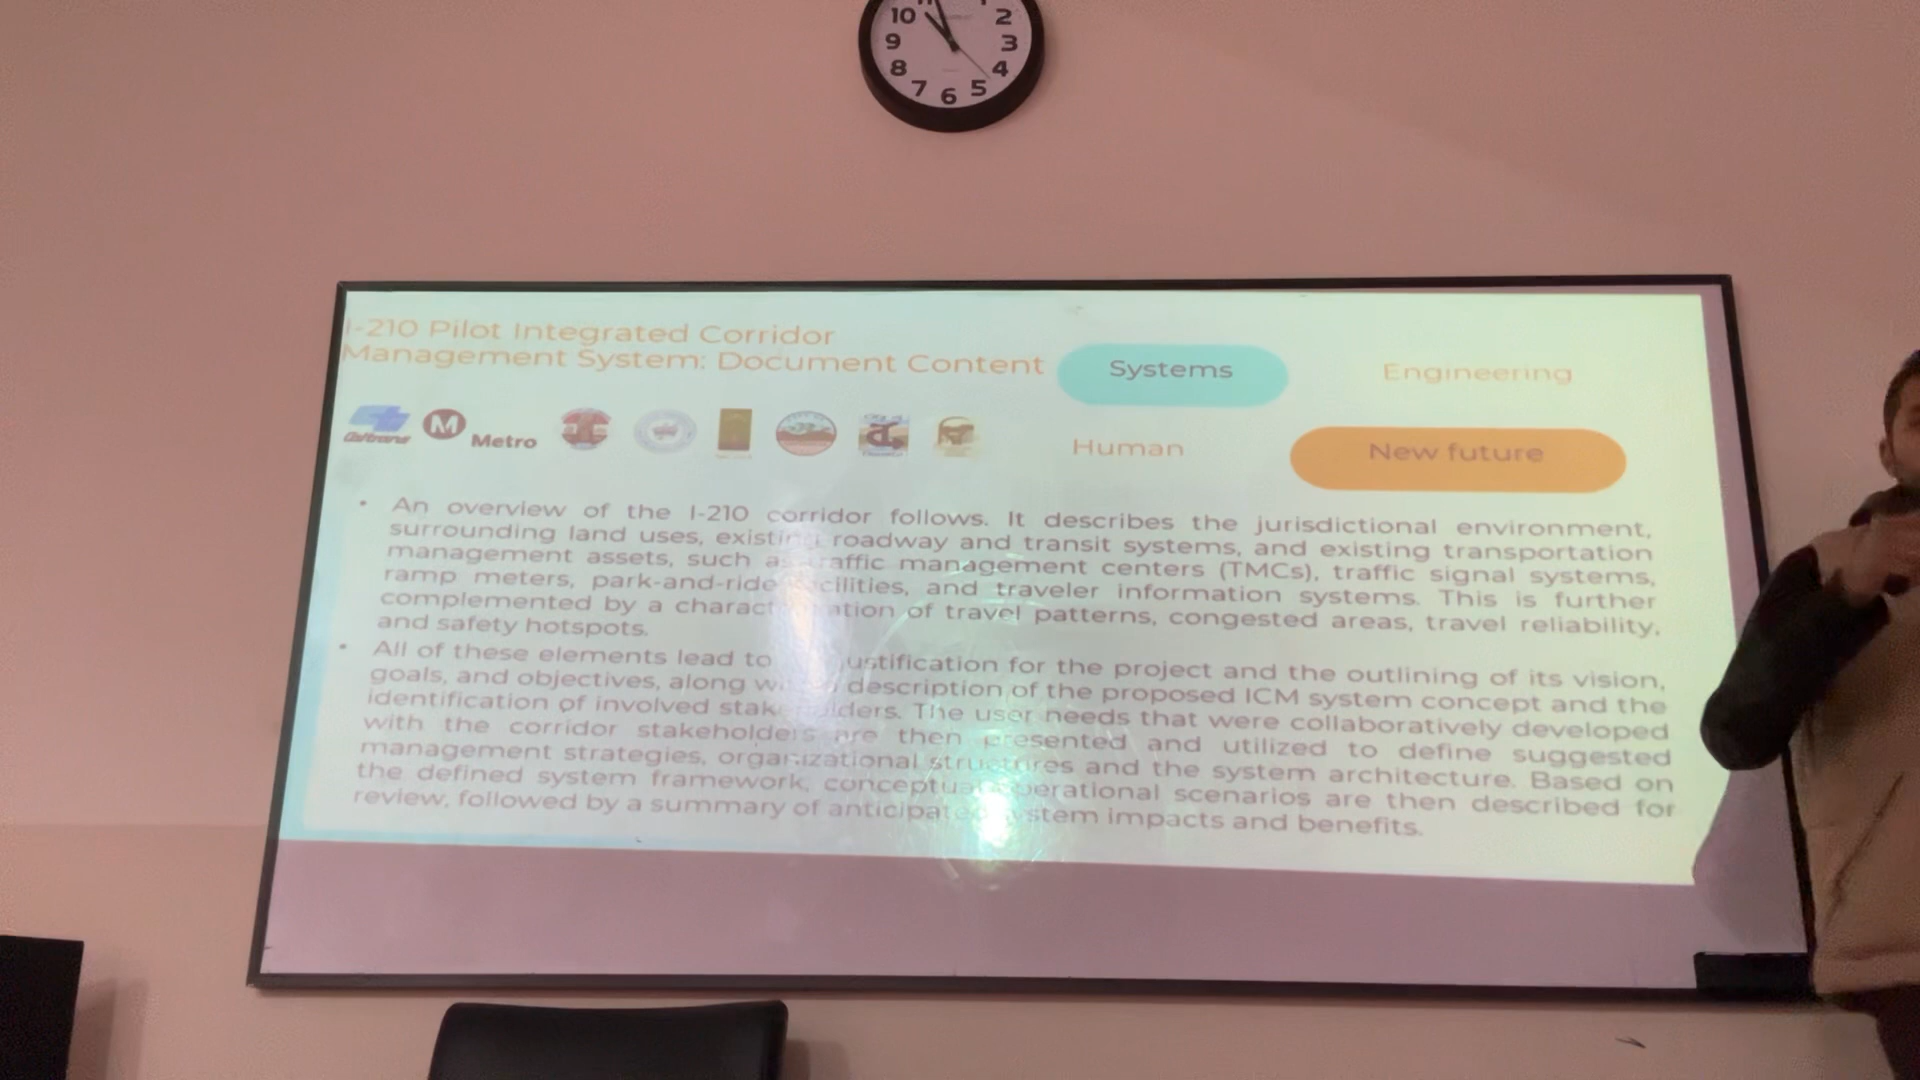 10 2
9 3
8 4
7 6 5
I-210 Pilot Integrated Corridor
Management System: Document Content
Systems
Engineering
Caltrans
M Metro
Human
New future
• An overview of the I-210 corridor follows. It describes the jurisdictional environment,
surrounding land uses, existing roadway and transit systems, and existing transportation
management assets, such as traffic management centers (TMCs), traffic signal systems,
ramp meters, park-and-ride facilities, and traveler information systems. This is further
complemented by a characterization of travel patterns, congested areas, travel reliability,
and safety hotspots.
• All of these elements lead to justification for the project and the outlining of its vision,
goals, and objectives, along with description of the proposed ICM system concept and the
identification of involved stakeholders. The user needs that were collaboratively developed
with the corridor stakeholders are then presented and utilized to define suggested
management strategies, organizational structures and the system architecture. Based on
the defined system framework, conceptual operational scenarios are then described for
review, followed by a summary of anticipated system impacts and benefits.